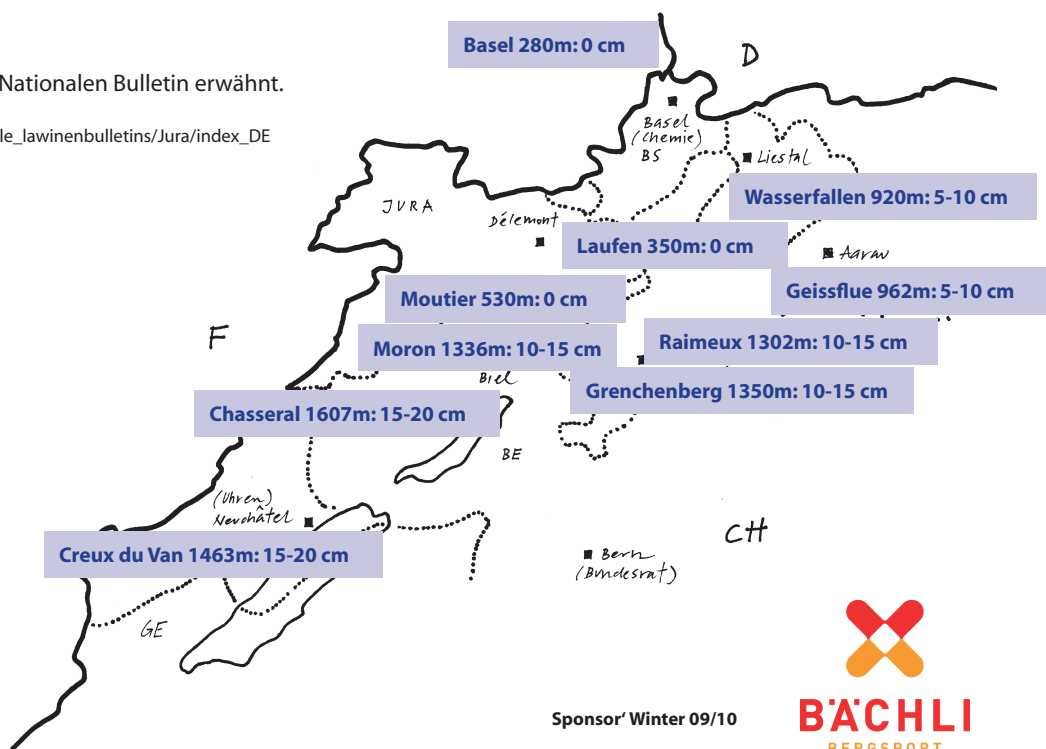 Basel 280m: 0 cm
D
Nationalen Bulletin erwähnt.
le_lawinenbulletins/Jura/index_DE
Basel
(Chemie)
BS
Liestal
Wasserfallen 920m: 5-10 cm
JURA
Délemont
Laufen 350m: 0 cm
Aarau
Moutier 530m: 0 cm
Geissflue 962m: 5-10 cm
F
Moron 1336m: 10-15 cm
Raimeux 1302m: 10-15 cm
Biel
Grenchenberg 1350m: 10-15 cm
Chasseral 1607m: 15-20 cm
BE
(Uhren)
Neuchâtel
CH
Creux du Van 1463m: 15-20 cm
Bern
(Bundesrat)
GE
Sponsor‘ Winter 09/10
BÄCHLI
BERGSPORT